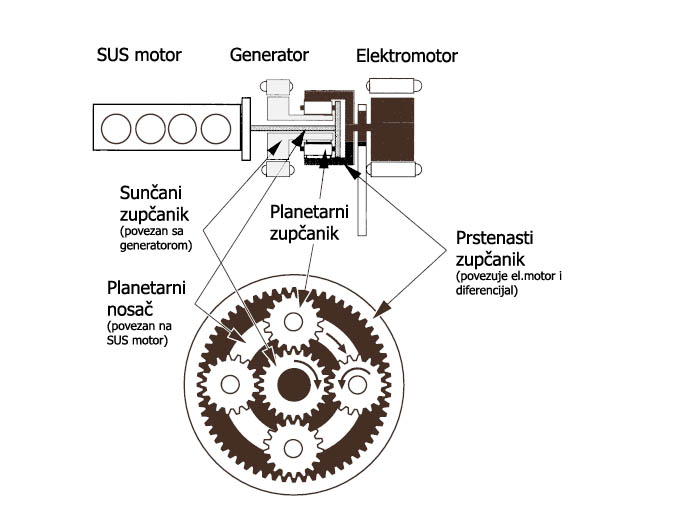 SUS motor
Generator
Elektromotor
Sunčani
zupčanik
(povezan sa
generatorom)
Planetarni
zupčanik
Prstenasti
zupčanik
(povezuje el.motor i
diferencijal)
Planetarni
nosač
(povezan na
SUS motor)